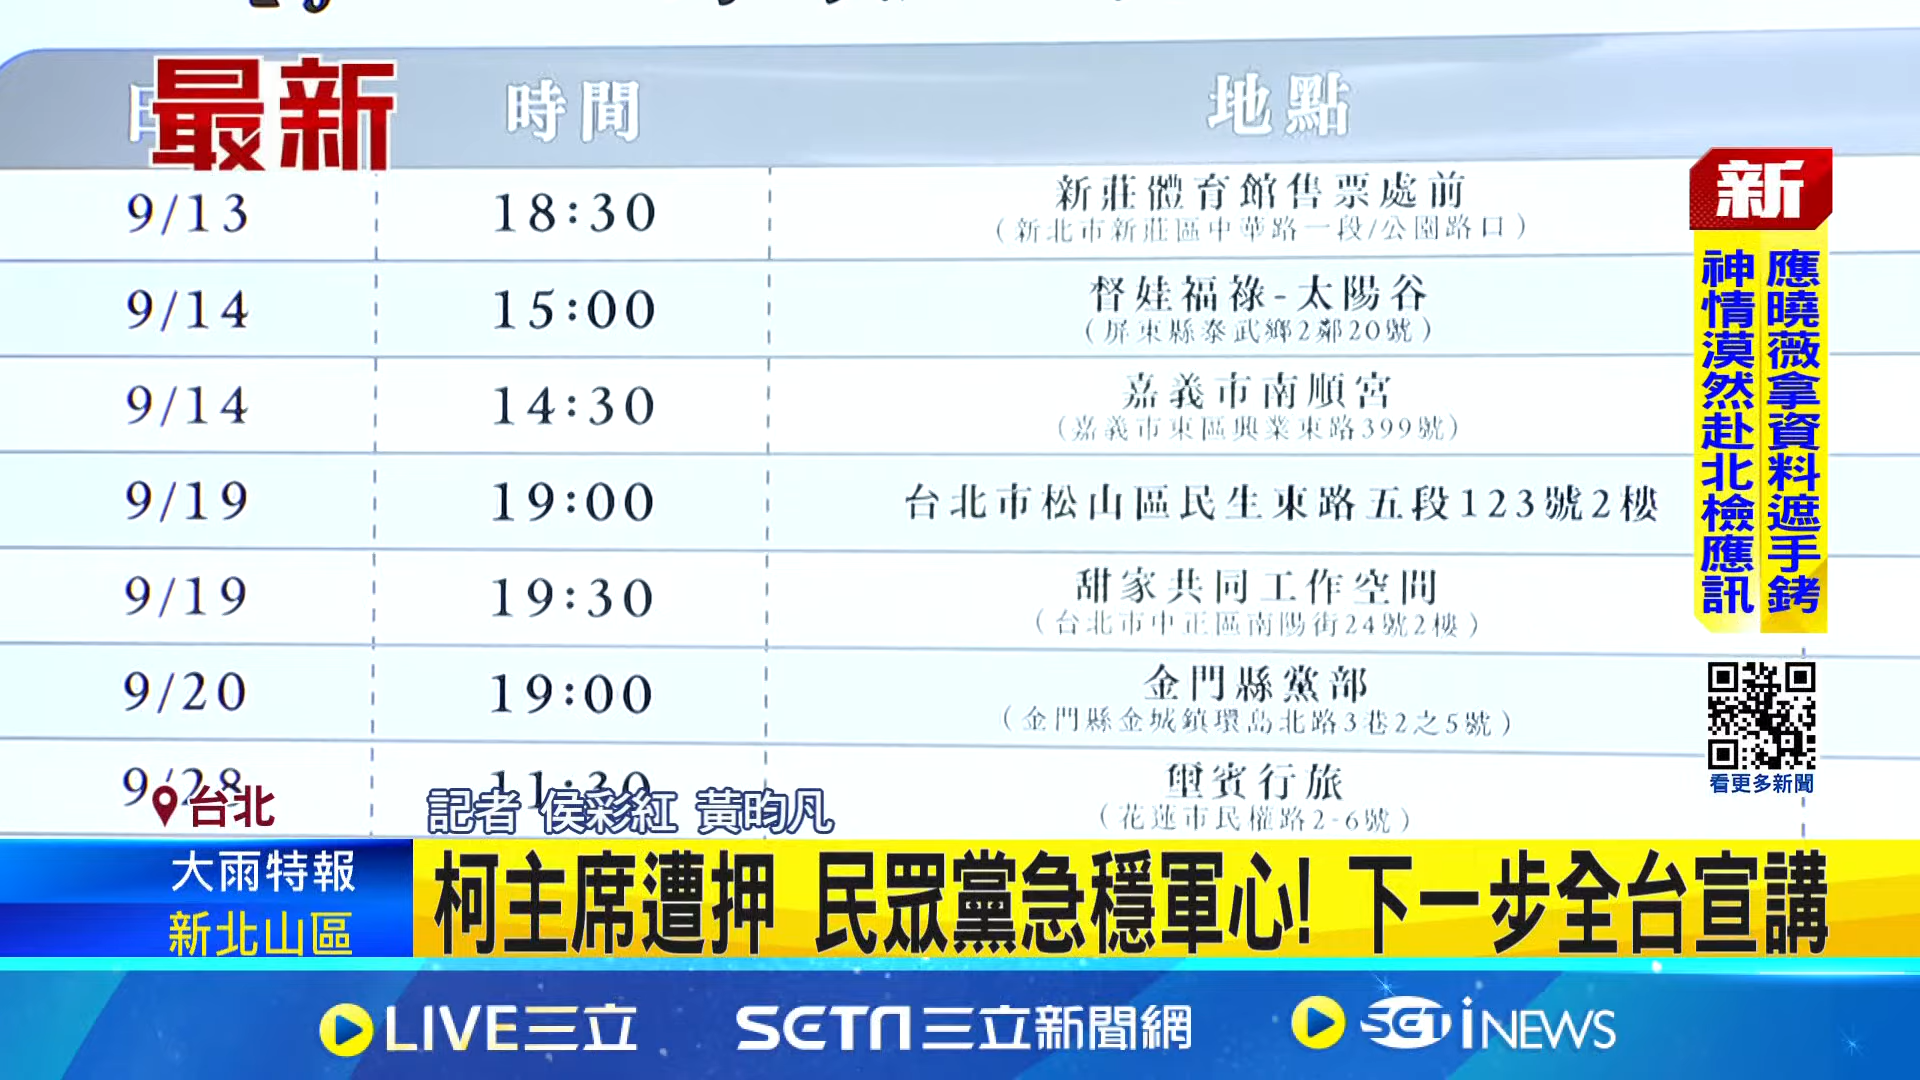 最新
時間
地點
9/13
18:30
新莊體育館售票處前
(新北市新莊區中華路一段/公園路口)
9/14
15:00
督娃福祿-太陽谷
(屏東縣泰武鄉2鄰20號)
9/14
14:30
嘉義市南順宮
(嘉義市東區興業東路399號)
9/19
19:00
台北市松山區民生東路五段123號2樓
9/19
19:30
甜家共同工作空間
(台北市中正區南陽街24號2樓)
9/20
19:00
金門縣黨部
(金門縣金城鎮環島北路3巷2之5號)
9/28
11:30
璽賓行旅
(花蓮市民權路2-6號)
新
應曉薇拿資料遮手銬
神情漠然赴北檢應訊
看更多新聞
台北
記者 侯彩紅 黃昀凡
大雨特報
新北山區
柯主席遭押 民眾黨急穩軍心! 下一步全台宣講
LIVE三立
SETN三立新聞網
SET iNEWS